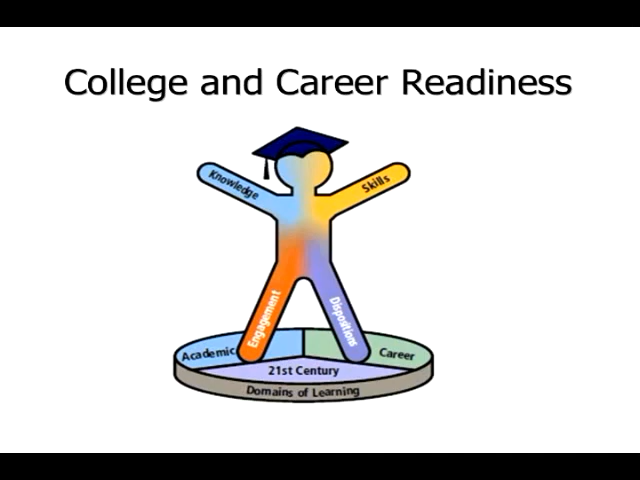 College and Career Readiness
Knowledge
Skills
Engagement
Dispositions
Academic
Career
21st Century
Domains of Learning